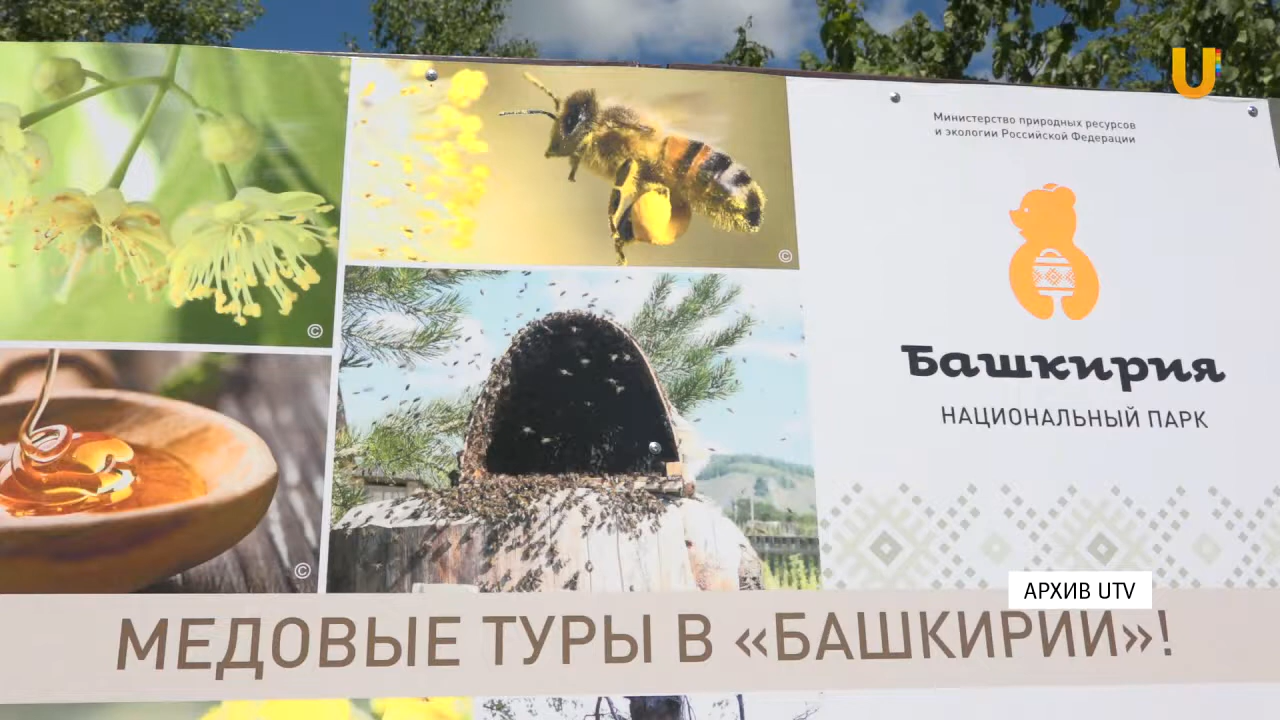 Министерство природных ресурсов
и экологии Российской Федерации
Башкирия
НАЦИОНАЛЬНЫЙ ПАРК
©
©
©
АРХИВ UTV
МЕДОВЫЕ ТУРЫ В «БАШКИРИИ»!